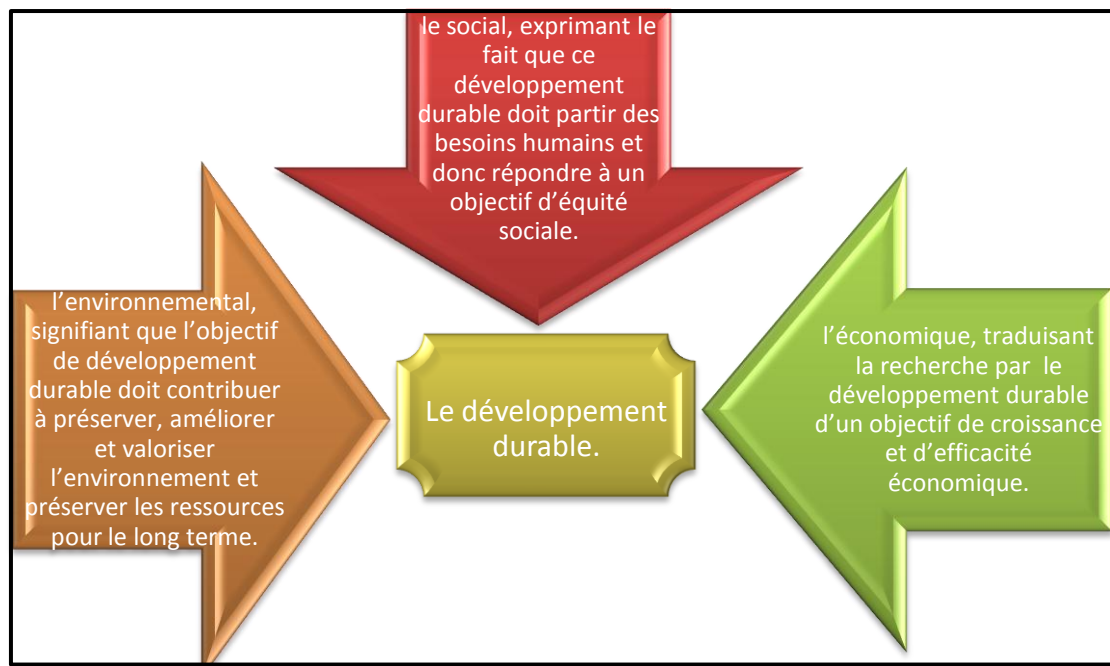 le social, exprimant le
fait que ce
développement
durable doit partir des
besoins humains et
donc répondre à un
objectif d’équité
sociale.
l’environnemental,
signifiant que l’objectif
de développement
durable doit contribuer
à préserver, améliorer
et valoriser
l’environnement et
préserver les ressources
pour le long terme.
Le développement
durable.
l’économique, traduisant
la recherche par le
développement durable
d’un objectif de croissance
et d’efficacité
économique.